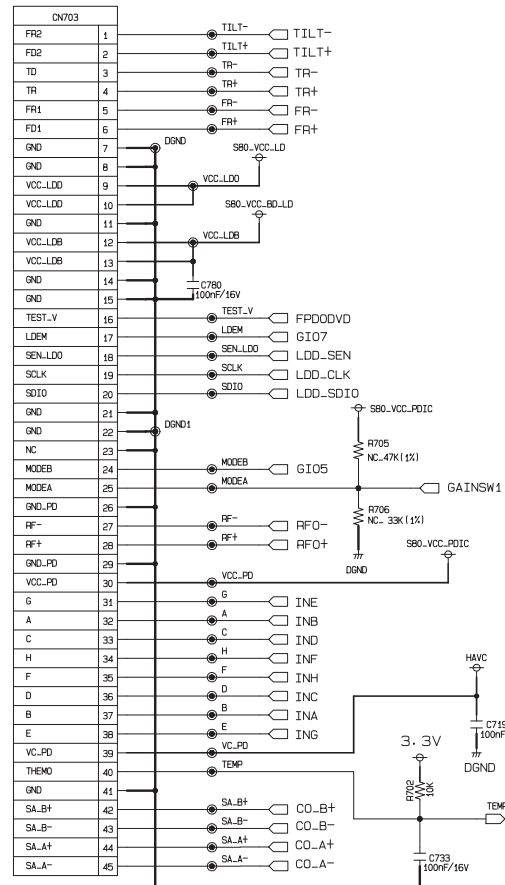 CN703
FR2 1 TILT- TILT-
FD2 2 TILT+ TILT+
TD 3 TR- TR-
TR 4 TR+ TR+
FR1 5 FR- FR-
FD1 6 FR+ FR+
GND 7 DGND S80_VCC_LD
GND 8
VCC_LDD 9 VCC_LDO
VCC_LDD 10 S80_VCC_BD_LD
GND 11
VCC_LDB 12 VCC_LDB
VCC_LDB 13
GND 14 C780
GND 15 100nF/16V
TEST_V 16 TEST_V FPDODVD
LDEM 17 LDEM GIO7
SEN_LDO 18 SEN_LDO LDD_SEN
SCLK 19 SCLK LDD_CLK
SDIO 20 SDIO LDD_SDIO
GND 21 S80_VCC_PDIC
GND 22 DGND1
NC 23 R705
NC_47K(1%)
MODEB 24 MODEB GIO5
MODEA 25 MODEA GAINSW1
GND_PD 26 R706
NC_ 33K(1%)
RF- 27 RF- RFO-
RF+ 28 RF+ RFO+
DGND S80_VCC_PDIC
GND_PD 29
VCC_PD 30 VCC_PD
G 31 G INE
A 32 A INB
C 33 C IND
H 34 H INF
F 35 F INH HAVC
D 36 D INC
B 37 B INA
E 38 E ING C719
100nF
VC_PD 39 VC_PD 3.3V
DGND
THEMO 40 TEMP
GND 41 R702
10K
SA_B+ 42 SA_B+ CO_B+ TEMP
SA_B- 43 SA_B- CO_B-
SA_A+ 44 SA_A+ CO_A+ C733
SA_A- 45 SA_A- CO_A- 100nF/16V